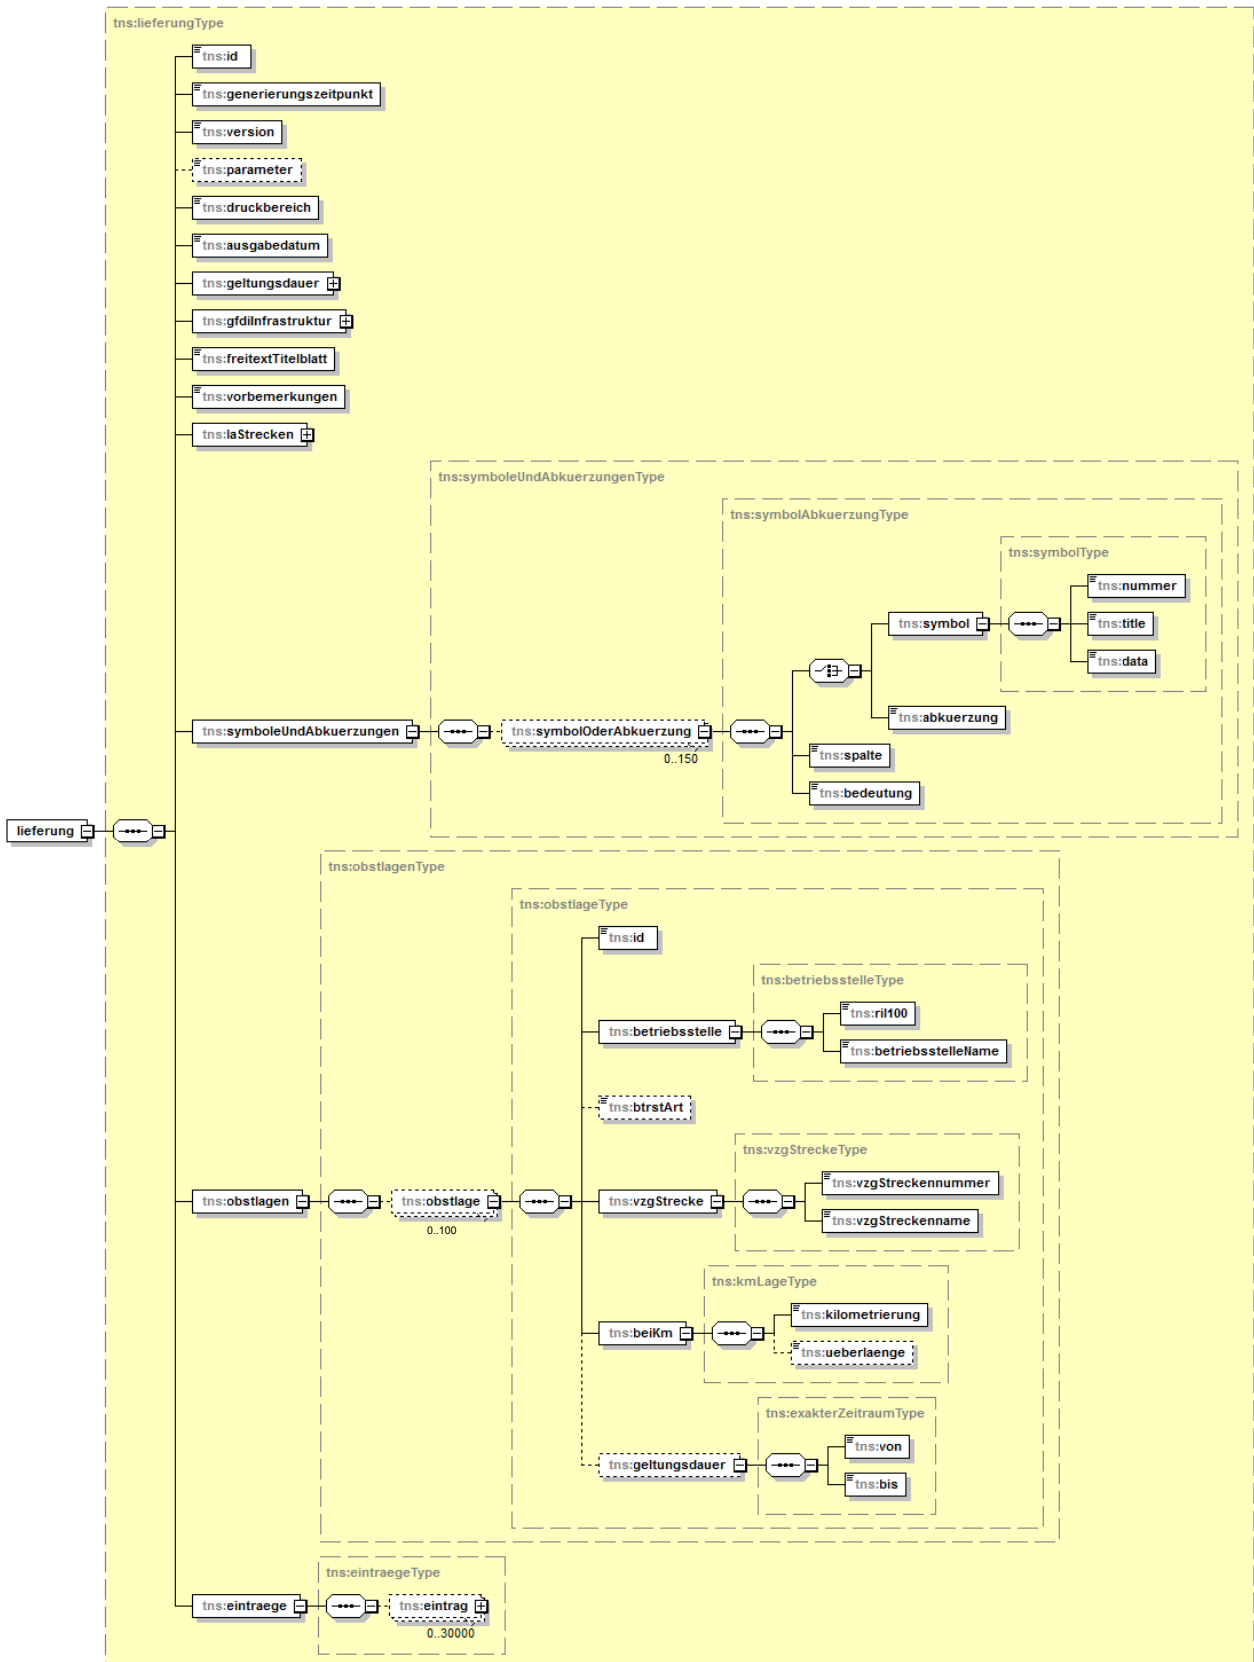 tns:lieferungType
tns:id
tns:generierungszeitpunkt
tns:version
tns:parameter
tns:druckbereich
tns:ausgabedatum
tns:geltungsdauer
tns:gfdiInfrastruktur
tns:freitextTitelblatt
tns:vorbemerkungen
tns:laStrecken
tns:symboleUndAbkuerzungenType
tns:symbolAbkuerzungType
tns:symbolType
tns:nummer
tns:symbol
tns:title
tns:data
tns:abkuerzung
tns:symboleUndAbkuerzungen
tns:symbolOderAbkuerzung
0..150
tns:spalte
tns:bedeutung
lieferung
tns:obstlagenType
tns:obstlageType
tns:id
tns:betriebsstelleType
tns:ril100
tns:betriebsstelle
tns:betriebsstelleName
tns:btrstArt
tns:vzgStreckeType
tns:vzgStreckennummer
tns:obstlagen
tns:obstlage
0..100
tns:vzgStrecke
tns:vzgStreckenname
tns:kmLageType
tns:kilometrierung
tns:beiKm
tns:ueberlaenge
tns:exakterZeitraumType
tns:von
tns:geltungsdauer
tns:bis
tns:eintraegeType
tns:eintraege
tns:eintrag
0..30000